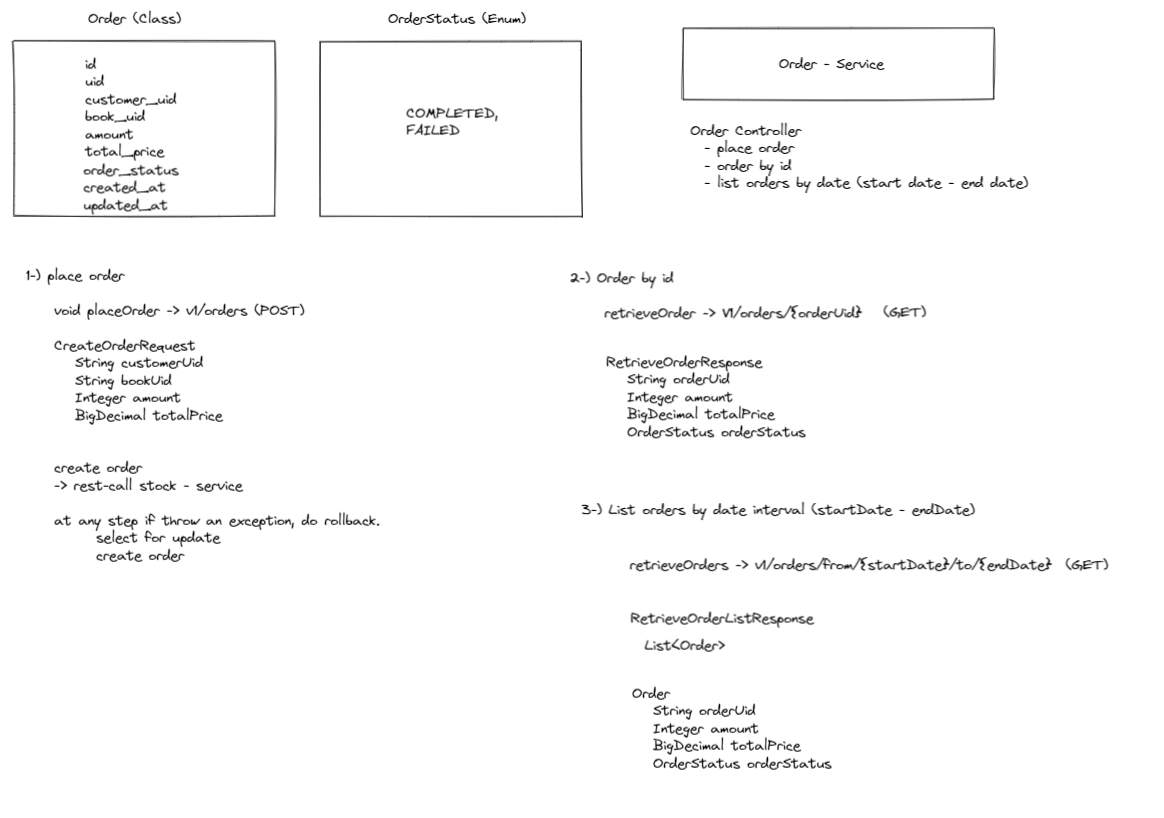 Order (Class)
id
uid
customer_uid
book_uid
amount
total_price
order_status
created_at
updated_at
OrderStatus (Enum)
COMPLETED,
FAILED
Order - Service
Order Controller
- place order
- order by id
- list orders by date (start date - end date)
1-) place order
void placeOrder -> v1/orders (POST)
CreateOrderRequest
String customerUid
String bookUid
Integer amount
BigDecimal totalPrice
create order
-> rest-call stock - service
at any step if throw an exception, do rollback.
select for update
create order
2-) Order by id
retrieveOrder -> v1/orders/{orderUid} (GET)
RetrieveOrderResponse
String orderUid
Integer amount
BigDecimal totalPrice
OrderStatus orderStatus
3-) List orders by date interval (startDate - endDate)
retrieveOrders -> v1/orders/from/{startDate}/to/{endDate} (GET)
RetrieveOrderListResponse
List<Order>
Order
String orderUid
Integer amount
BigDecimal totalPrice
OrderStatus orderStatus